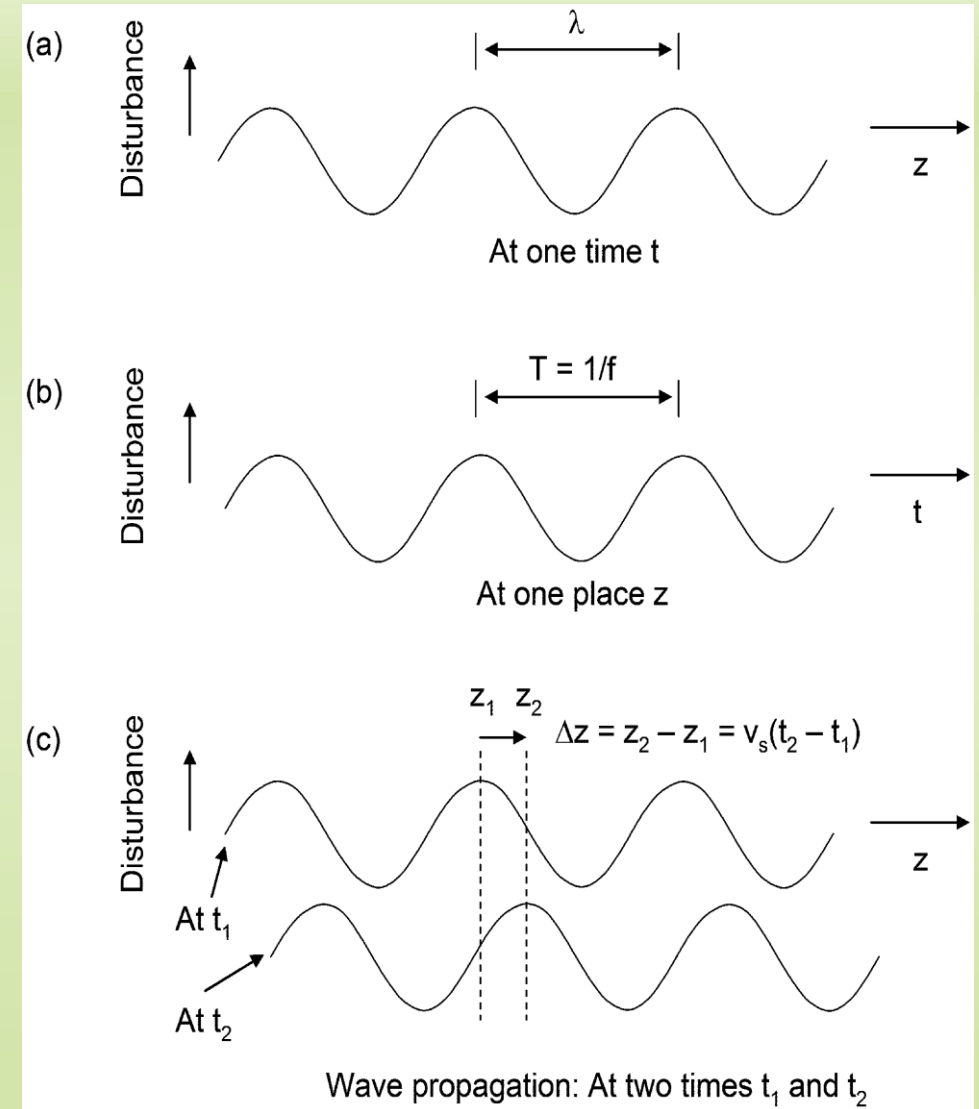 (a)
Disturbance
λ
z
At one time t
(b)
Disturbance
T = 1/f
t
At one place z
(c)
Disturbance
z₁ z₂
Δz = z₂ – z₁ = vₛ(t₂ – t₁)
z
At t₁
At t₂
Wave propagation: At two times t₁ and t₂